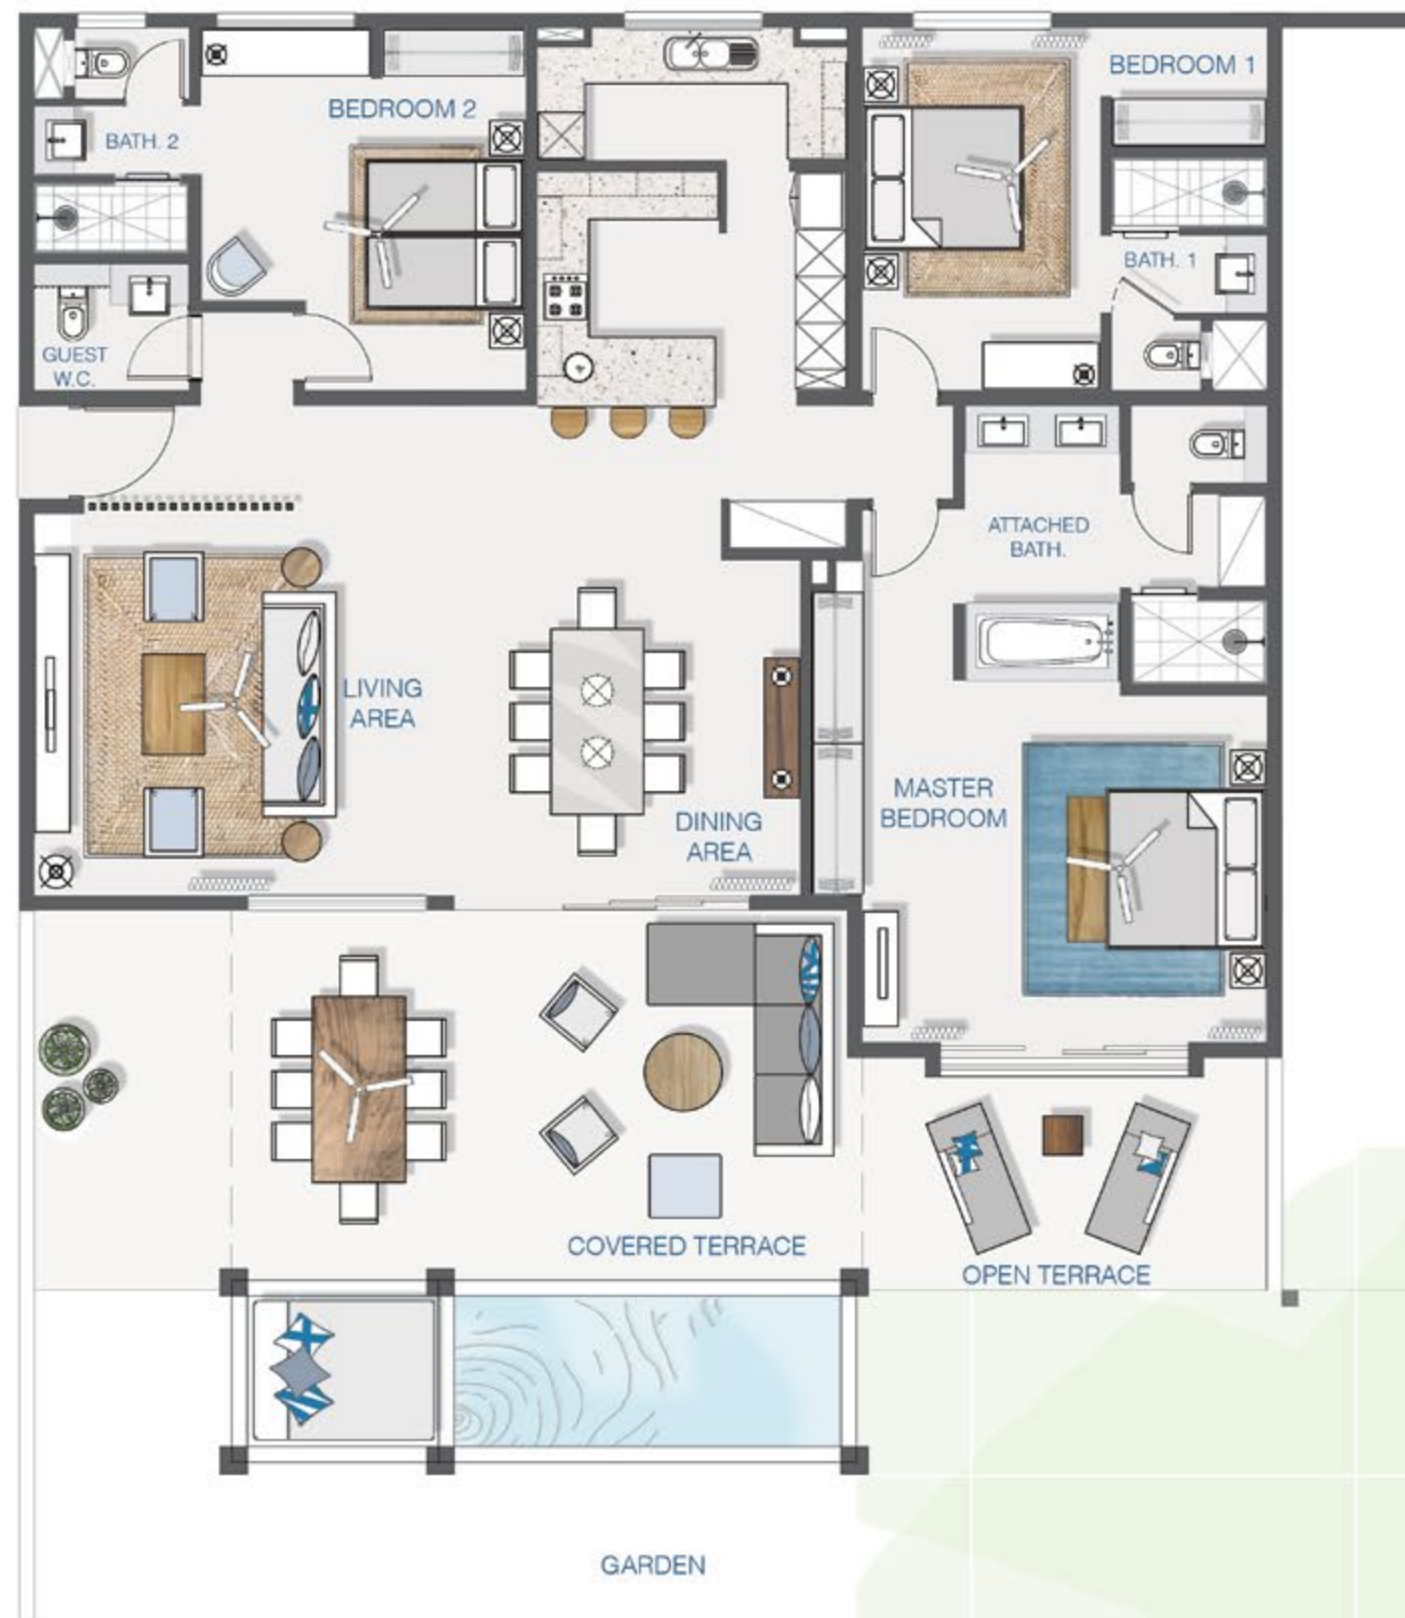 BEDROOM 1
BEDROOM 2
BATH. 2
BATH. 1
GUEST
W.C.
ATTACHED
BATH.
LIVING
AREA
DINING
AREA
MASTER
BEDROOM
COVERED TERRACE
OPEN TERRACE
GARDEN